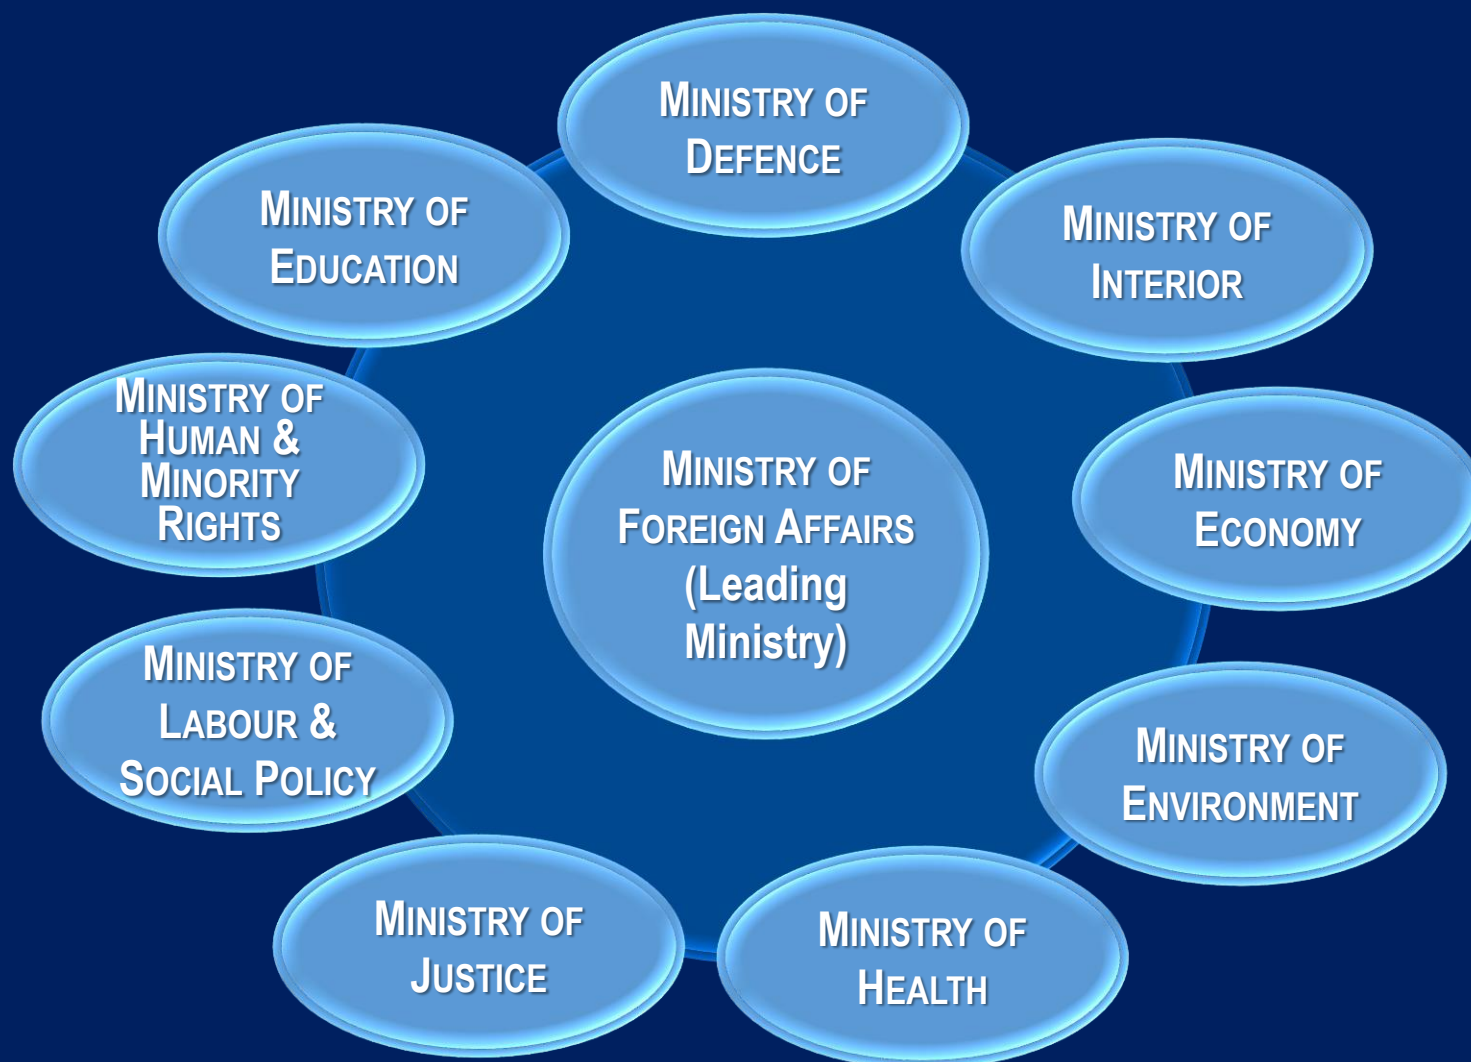 MINISTRY OF
DEFENCE
MINISTRY OF
EDUCATION
MINISTRY OF
INTERIOR
MINISTRY OF
HUMAN &
MINORITY
RIGHTS
MINISTRY OF
FOREIGN AFFAIRS
(Leading
Ministry)
MINISTRY OF
ECONOMY
MINISTRY OF
LABOUR &
SOCIAL POLICY
MINISTRY OF
ENVIRONMENT
MINISTRY OF
JUSTICE
MINISTRY OF
HEALTH